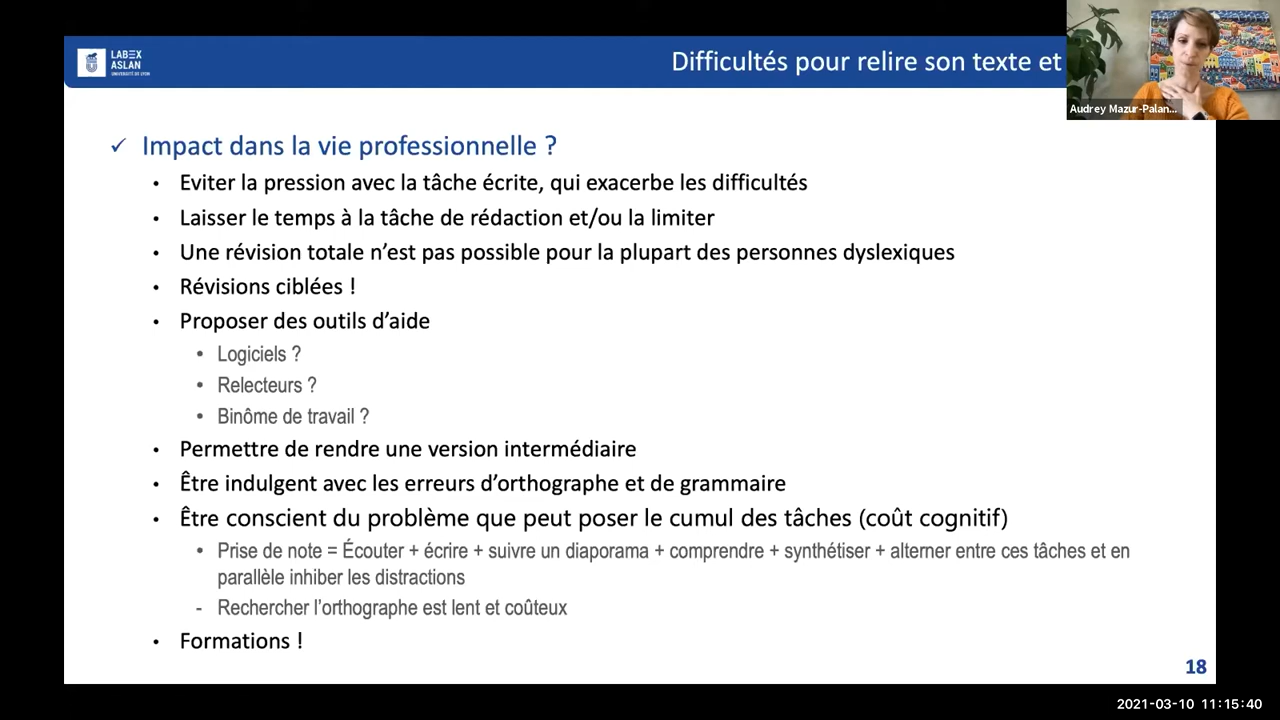 LABEX
ASLAN
UNIVERSITÉ DE LYON
Difficultés pour relire son texte et
Audrey Mazur-Palan...
✓ Impact dans la vie professionnelle ?
• Eviter la pression avec la tâche écrite, qui exacerbe les difficultés
• Laisser le temps à la tâche de rédaction et/ou la limiter
• Une révision totale n’est pas possible pour la plupart des personnes dyslexiques
• Révisions ciblées !
• Proposer des outils d’aide
• Logiciels ?
• Relecteurs ?
• Binôme de travail ?
• Permettre de rendre une version intermédiaire
• Être indulgent avec les erreurs d’orthographe et de grammaire
• Être conscient du problème que peut poser le cumul des tâches (coût cognitif)
• Prise de note = Écouter + écrire + suivre un diaporama + comprendre + synthétiser + alterner entre ces tâches et en
parallèle inhiber les distractions
- Rechercher l’orthographe est lent et coûteux
• Formations !
18
2021-03-10 11:15:40